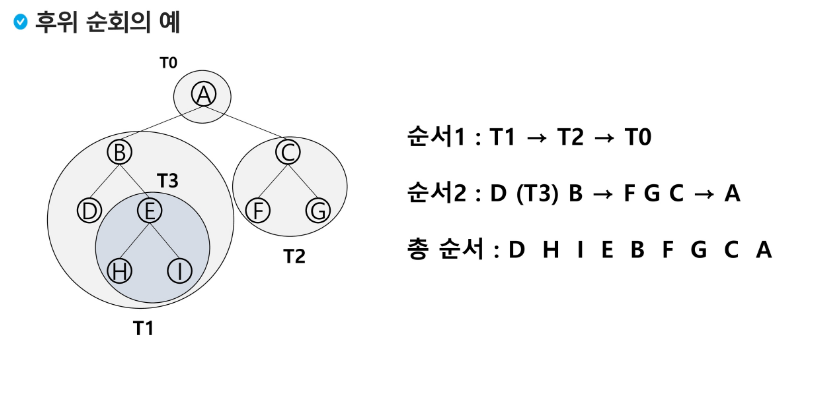 후위 순회의 예
T0
A
B
C
T3
D
E
F
G
H
I
T2
T1
순서1 : T1 → T2 → T0
순서2 : D (T3) B → F G C → A
총 순서 : D H I E B F G C A